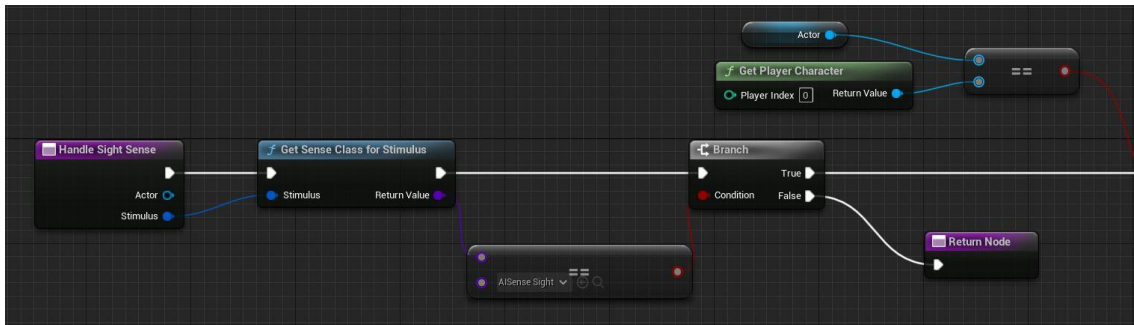 Actor
Get Player Character
Player Index 0 Return Value
==
Handle Sight Sense
Actor
Stimulus
Get Sense Class for Stimulus
Stimulus Return Value
Branch
True
Condition False
Return Node
==
AISense Sight